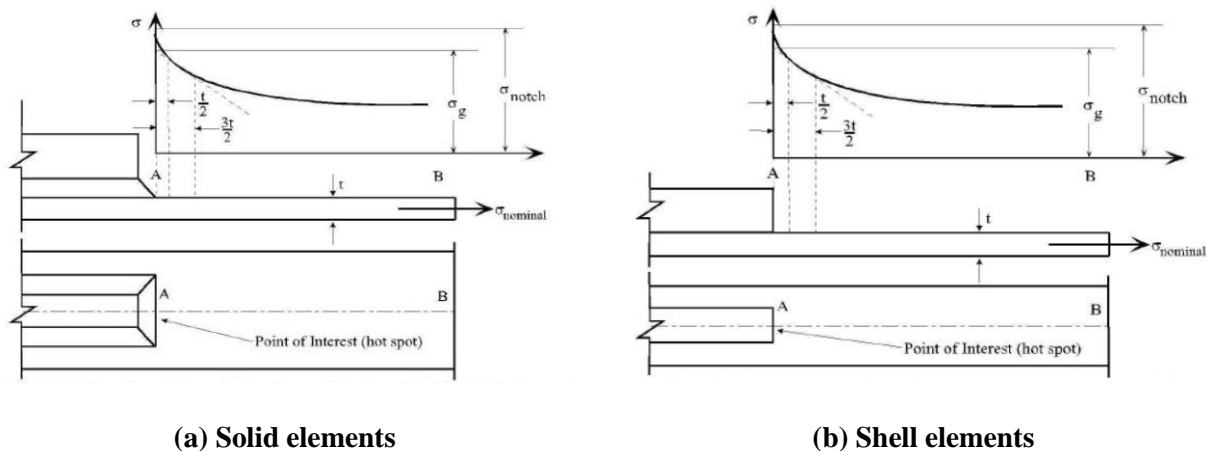 σ
t/2
3t/2
σg
σnotch
A
B
t
σnominal
A
B
Point of Interest (hot spot)
(a) Solid elements
σ
t/2
3t/2
σg
σnotch
A
B
t
σnominal
A
B
Point of Interest (hot spot)
(b) Shell elements